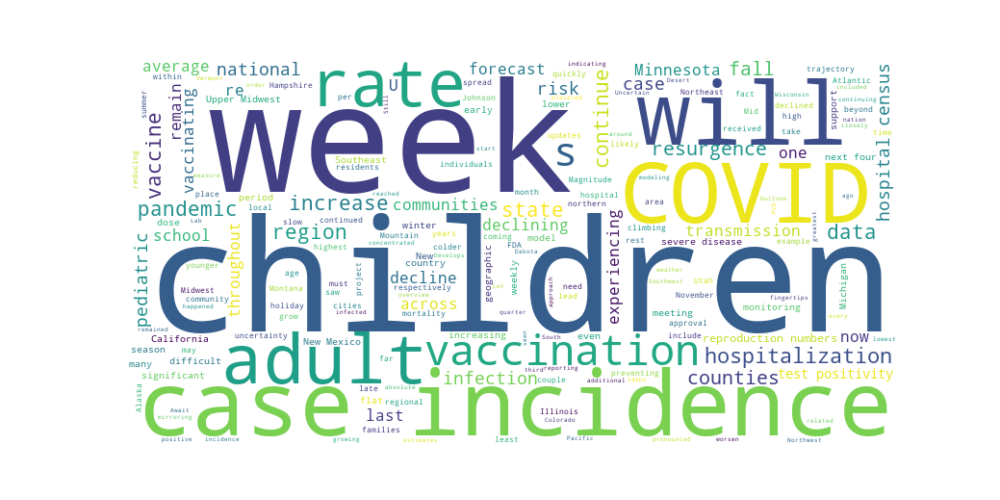 average
national
rate
week
will
forecast
U
risk
re
Upper Midwest
Hampshire
remain
vaccine
vaccinating
within
spread
per
Johnson
early
quickly
lower
indicating
continue
Minnesota
fall
case
resurgence
Northeast
Desert
Uncertain
fact
Mid
declined
high
Wisconsin
Atlantic
included
continuing
trajectory
beyond
support
nation
closely
hospital census
s
COVID
received
take
around
likely
one
next four
time
summer
still
reducing
measure
place
Southeast
residents
individuals
updates
start
Magnitude
hospital
northern
reached
month
period
local
pandemic
increase
communities
state
declining
school
region
dose
Lab
slow
continued
winter
coming
model
area
modeling
Outlook
ago
greatest
climbing
transmission
data
rest
severe disease
example
children
pediatric
throughout
highest
Mountain
concentrated
years
colder
New
Develops
FDA
Dakota
geographic
weekly
experiencing
younger
age
country
decline
respectively
Montana
must
project
saw
overview
Midwest
community
happened
holiday
cities
infected
mortality
across
grow
quarter
lead
need
approach
weather
Southwest
Utah
November
fingertips
every
meeting
monitoring
approval
include
Michigan
California
uncertainty
New Mexico
remained
season
may
many
difficult
significant
adult
increasing
even
far
vaccination
South
third
reporting
reproduction numbers
now
lowest
hospitalization
preventing
couple
additional
infection
counties
test positivity
late
absolute
flat
regional
last
families
Alaska
Await
mirroring
case incidence
Illinois
Colorado
least
related
positive
incidence
growing
estimates
Pacific
pronounced
worsen
Northwest